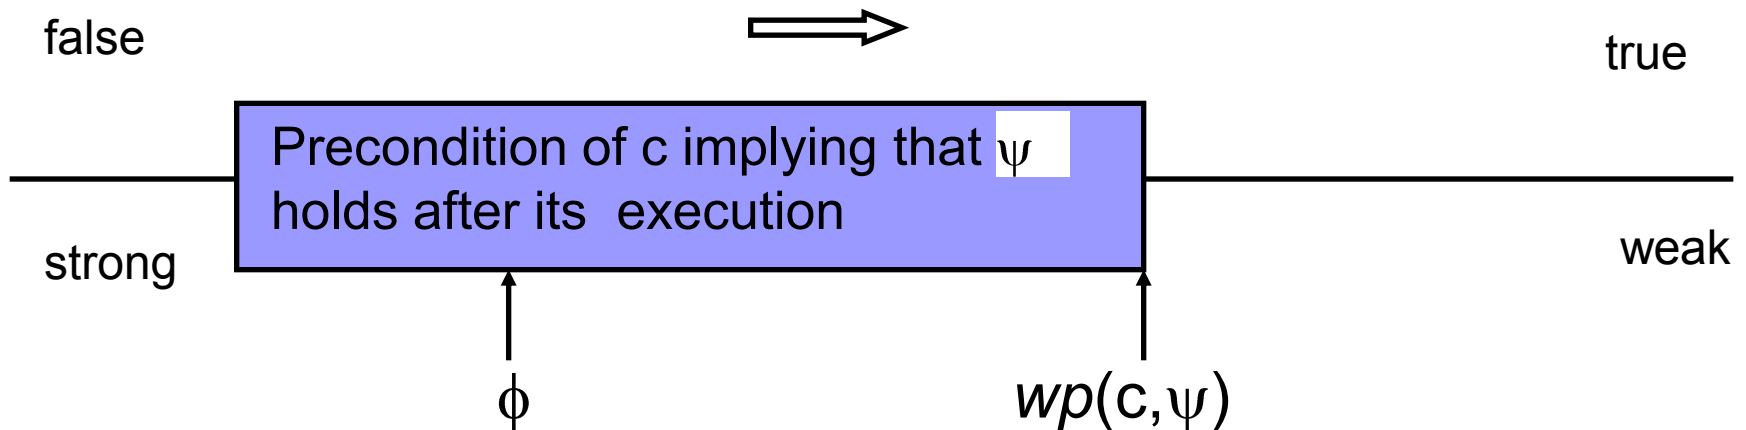 false
true
Precondition of c implying that ψ
holds after its execution
strong
weak
ϕ
wp(c,ψ)